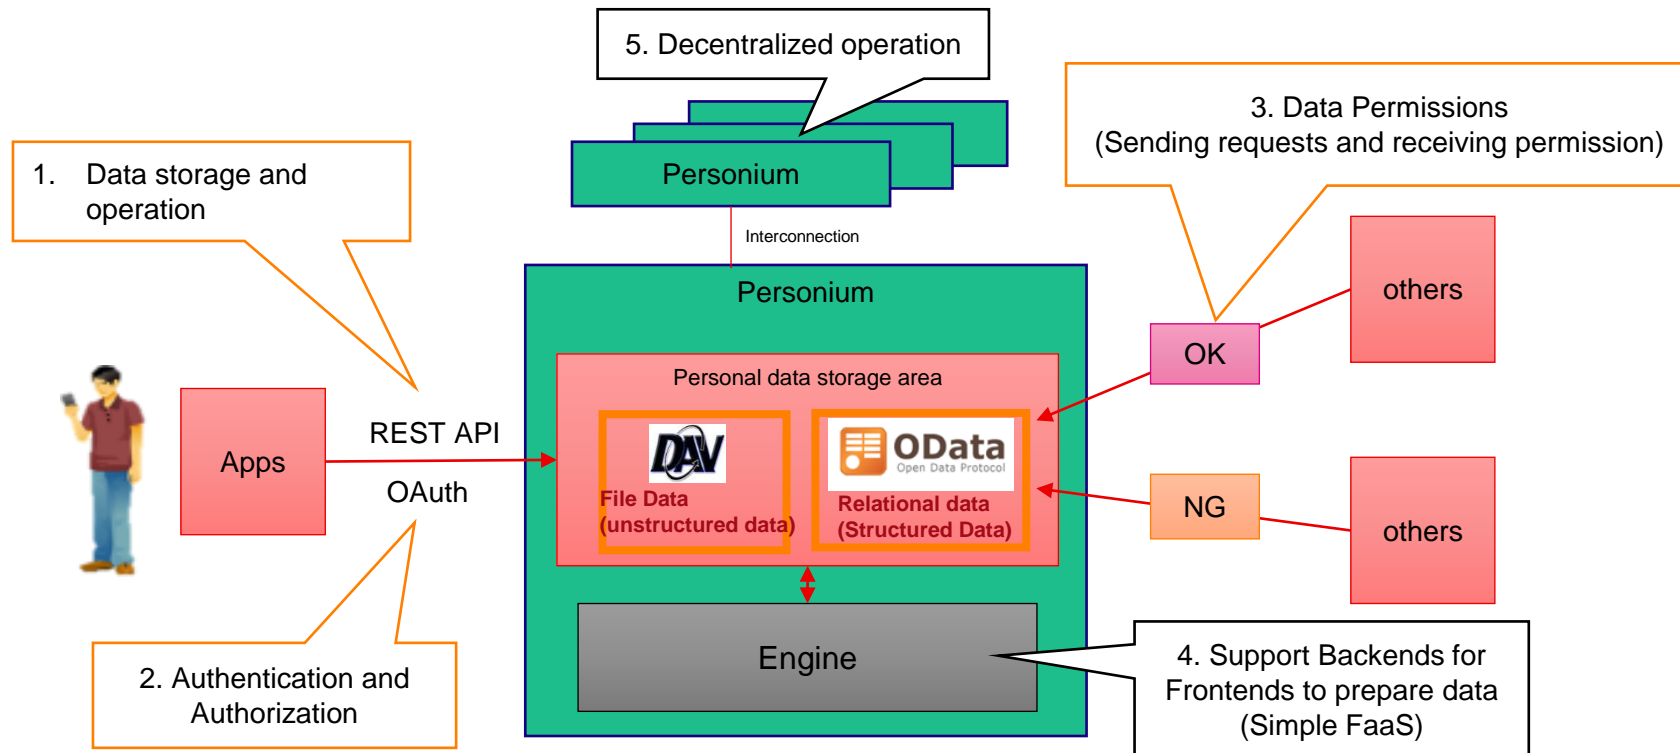 5. Decentralized operation
3. Data Permissions
(Sending requests and receiving permission)
1. Data storage and
operation
Personium
Interconnection
Personium
others
OK
Personal data storage area
REST API
Apps
OAuth
DAV
File Data
(unstructured data)
OData
Open Data Protocol
Relational data
(Structured Data)
NG
others
Engine
2. Authentication and
Authorization
4. Support Backends for
Frontends to prepare data
(Simple FaaS)